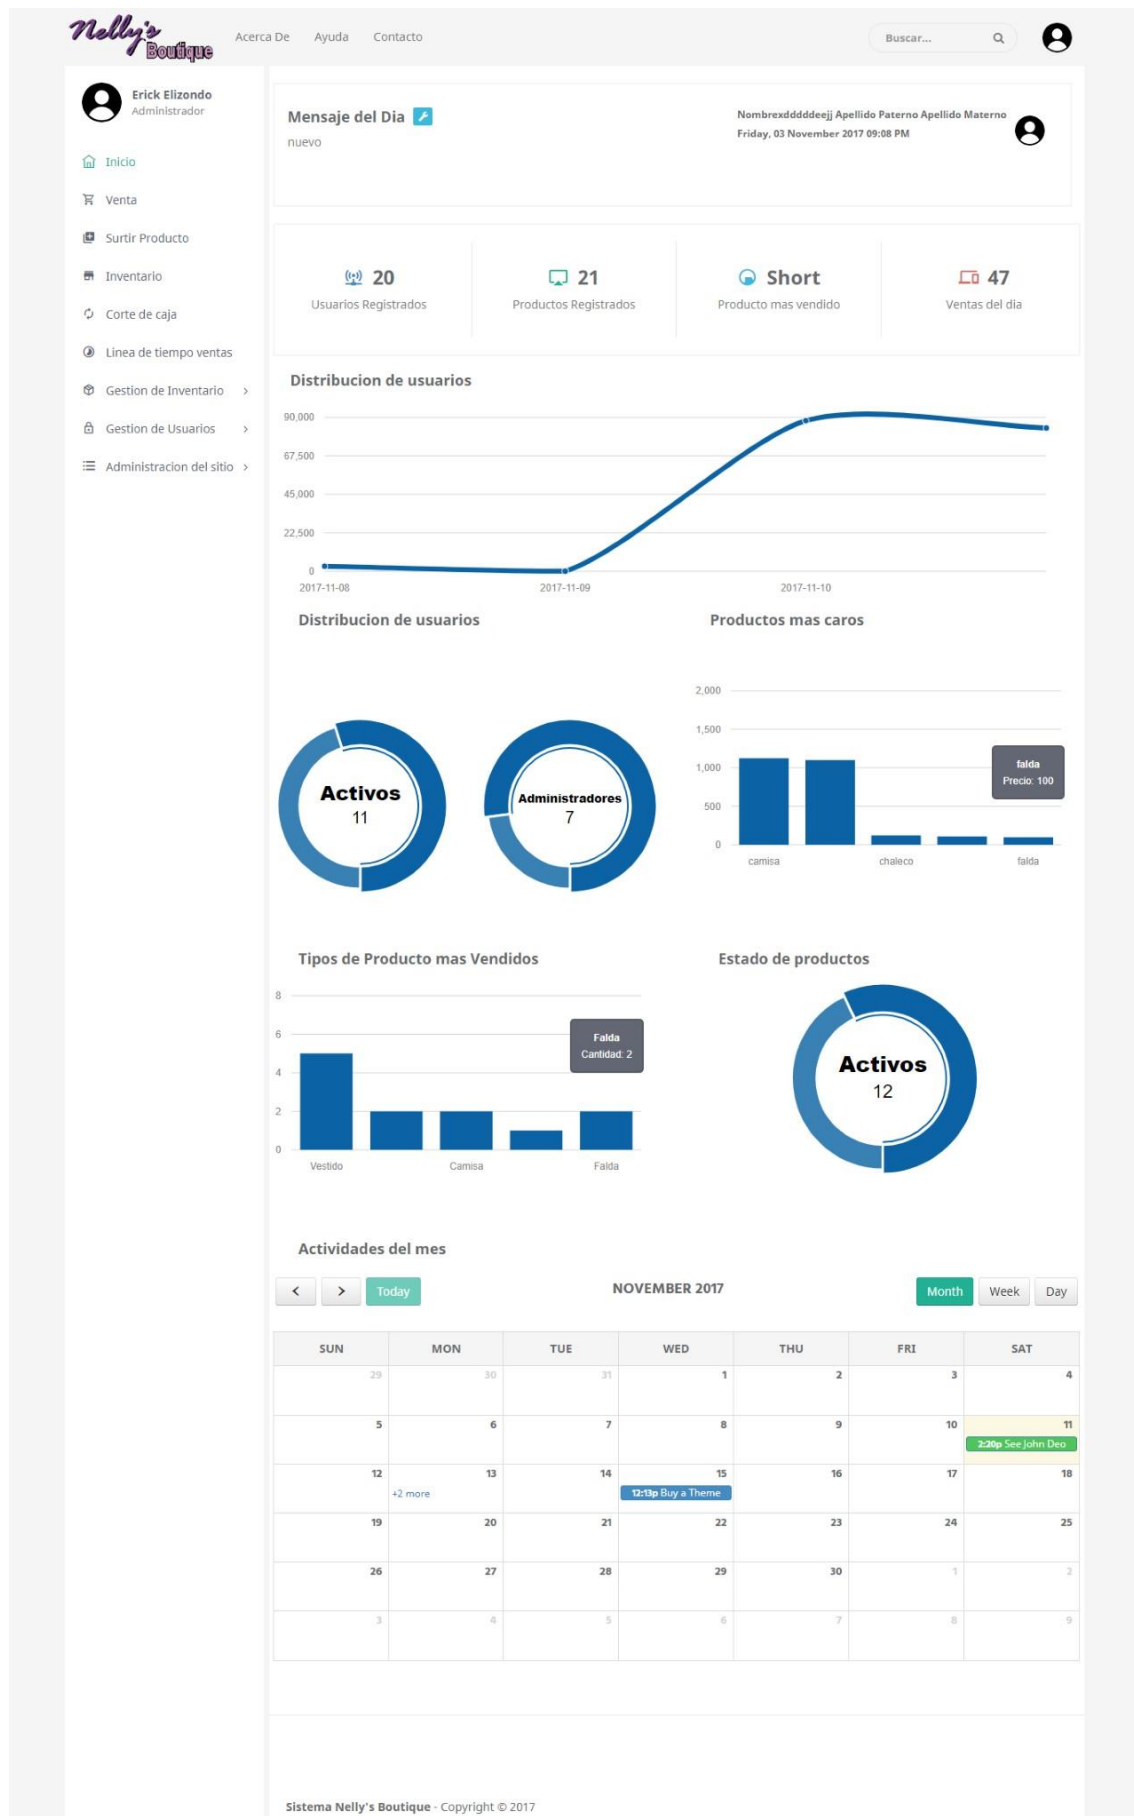 Nelly's Boutique
Acerca De Ayuda Contacto
Buscar...
Erick Elizondo
Administrador
Inicio
Venta
Surtir Producto
Inventario
Corte de caja
Linea de tiempo ventas
Gestion de Inventario
Gestion de Usuarios
Administracion del sitio
Mensaje del Dia
nuevo
Nombrexdddddeejj Apellido Paterno Apellido Materno
Friday, 03 November 2017 09:08 PM
20
Usuarios Registrados
21
Productos Registrados
Short
Producto mas vendido
47
Ventas del dia
Distribucion de usuarios
90,000
67,500
45,000
22,500
0
2017-11-08 2017-11-09 2017-11-10
Distribucion de usuarios
Activos
11
Administradores
7
Productos mas caros
2,000
1,500
1,000
500
0
falda
Precio: 100
camisa chaleco falda
Tipos de Producto mas Vendidos
8
6
4
2
0
Falda
Cantidad: 2
Vestido Camisa Falda
Estado de productos
Activos
12
Actividades del mes
Today
NOVEMBER 2017
Month Week Day
SUN MON TUE WED THU FRI SAT
29 30 31 1 2 3 4
5 6 7 8 9 10 11
2:20p See John Deo
12 13 14 15 16 17 18
+2 more
12:13p Buy a Theme
19 20 21 22 23 24 25
26 27 28 29 30 1 2
3 4 5 6 7 8 9
Sistema Nelly's Boutique - Copyright © 2017